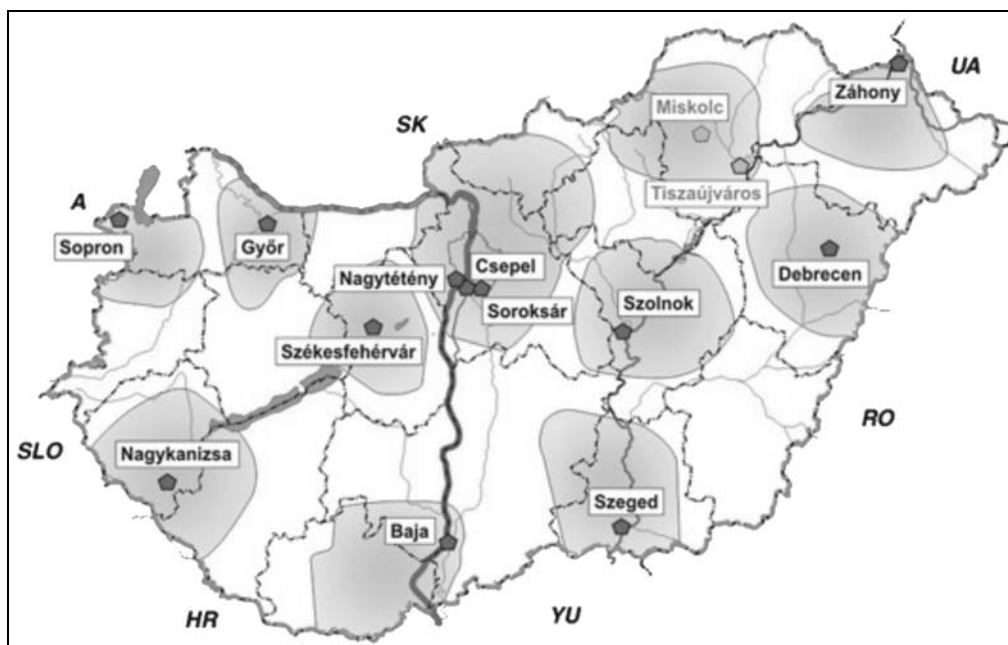 UA
Záhony
Miskolc
SK
Tiszaújváros
A
Sopron
Győr
Nagytétény
Csepel
Debrecen
Soroksár
Szolnok
Székesfehérvár
RO
SLO
Nagykanizsa
Szeged
Baja
HR
YU